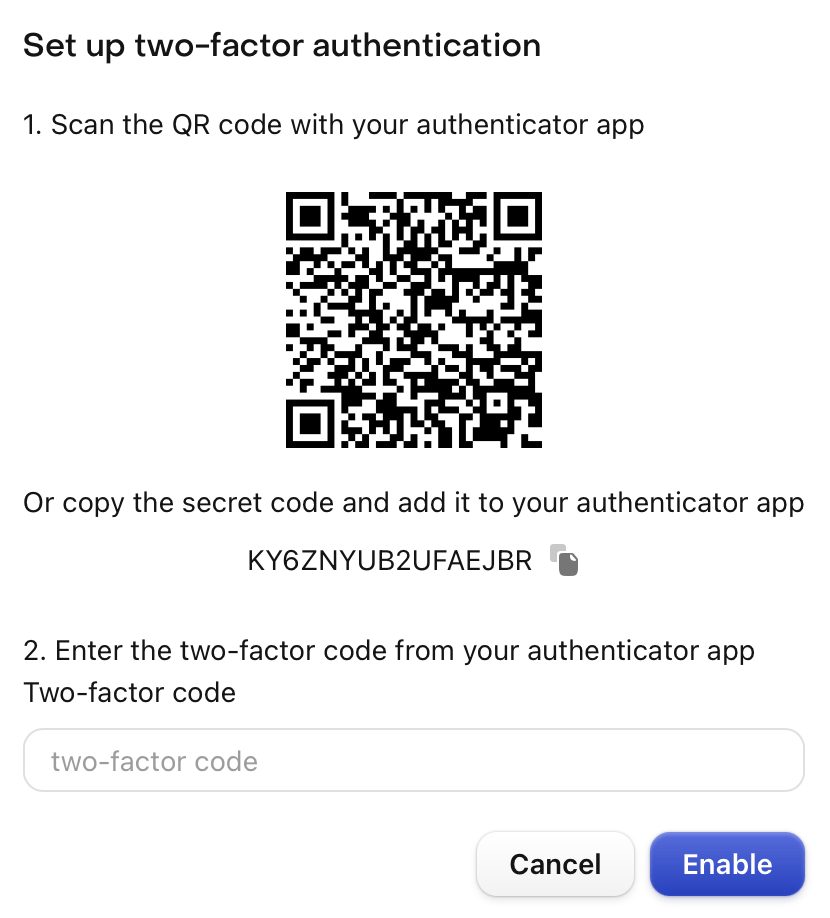 Set up two-factor authentication
1. Scan the QR code with your authenticator app
Or copy the secret code and add it to your authenticator app
KY6ZNYUB2UFAEJBR
2. Enter the two-factor code from your authenticator app
Two-factor code
two-factor code
Cancel Enable